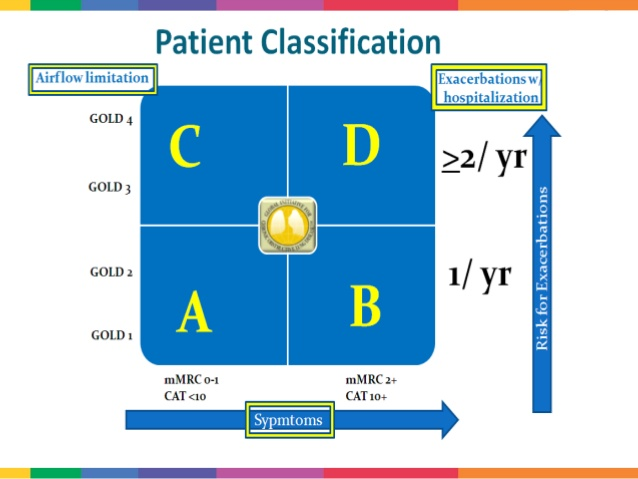 Patient Classification
Airflow limitation
Exacerbations w/
hospitalization
GOLD 4
GOLD 3
GOLD 2
GOLD 1
C
D
A
B
≥2/ yr
1/ yr
Risk for Exacerbations
mMRC 0-1
CAT <10
mMRC 2+
CAT 10+
Sypmtoms